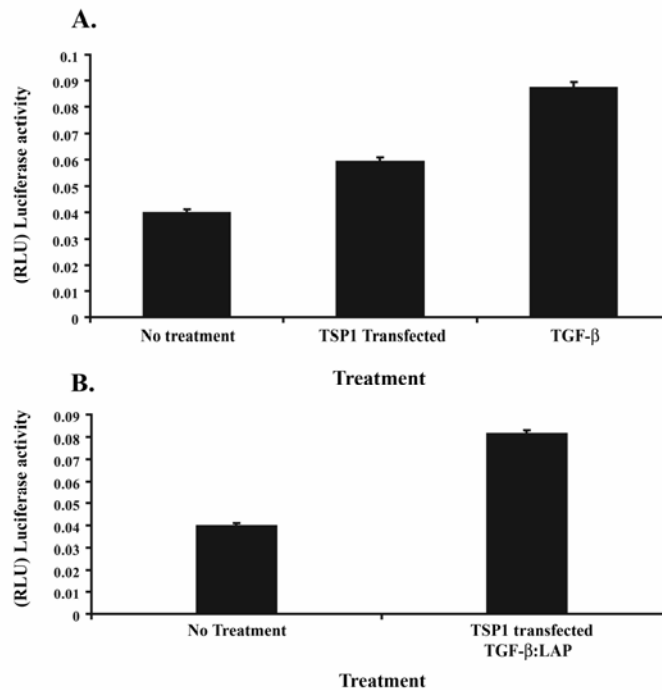 A.
(RLU) Luciferase activity
0.1
0.09
0.08
0.07
0.06
0.05
0.04
0.03
0.02
0.01
0
No treatment TSP1 Transfected TGF-β
Treatment
B.
(RLU) Luciferase activity
0.09
0.08
0.07
0.06
0.05
0.04
0.03
0.02
0.01
0
No Treatment TSP1 transfected
TGF-β:LAP
Treatment